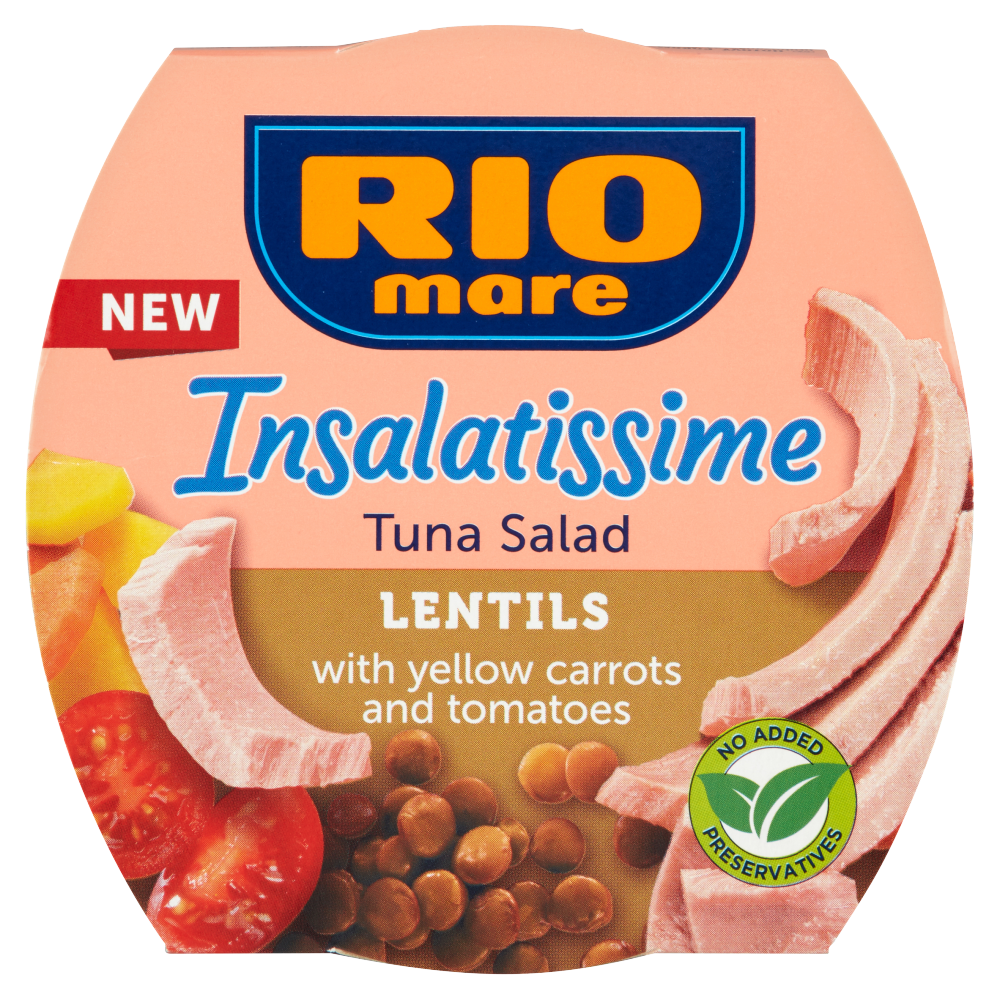 RIO
mare
NEW
Insalatissime
Tuna Salad
LENTILS
with yellow carrots
and tomatoes
NO ADDED
PRESERVATIVES